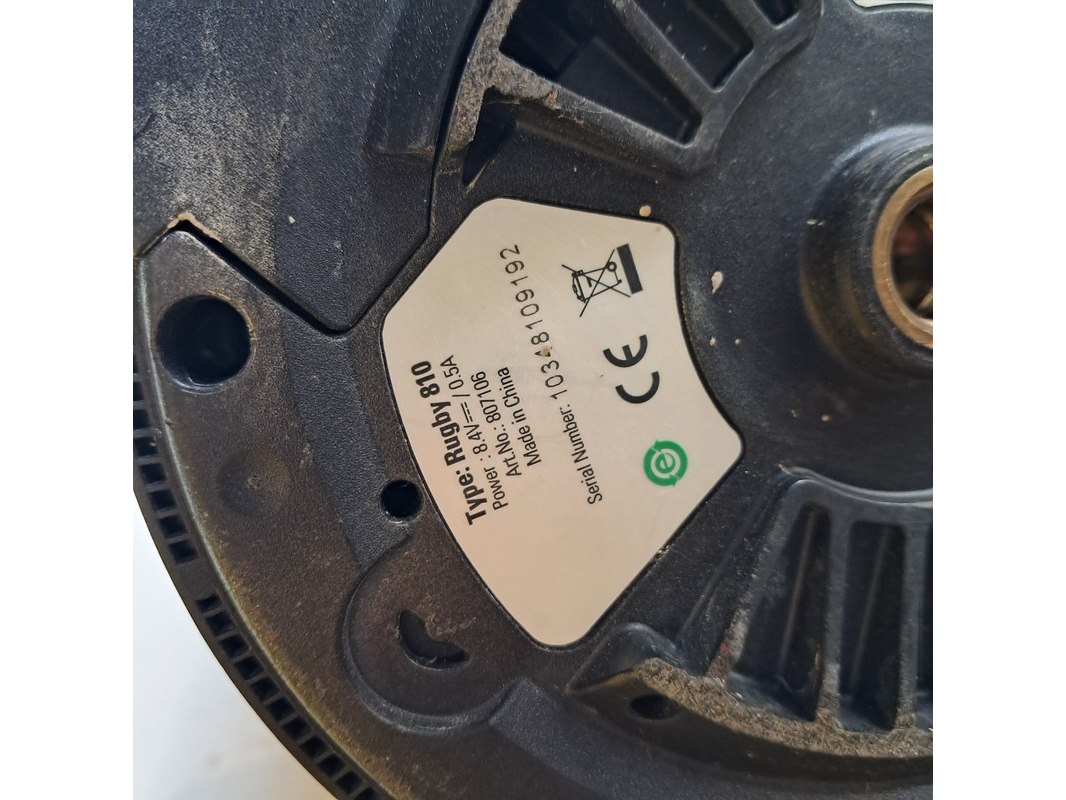 Type: Rugby 810
Power : 8.4V⎓/ 0.5A
Art.No.: 807106
Made in China
Serial Number: 10348109192
CE
e